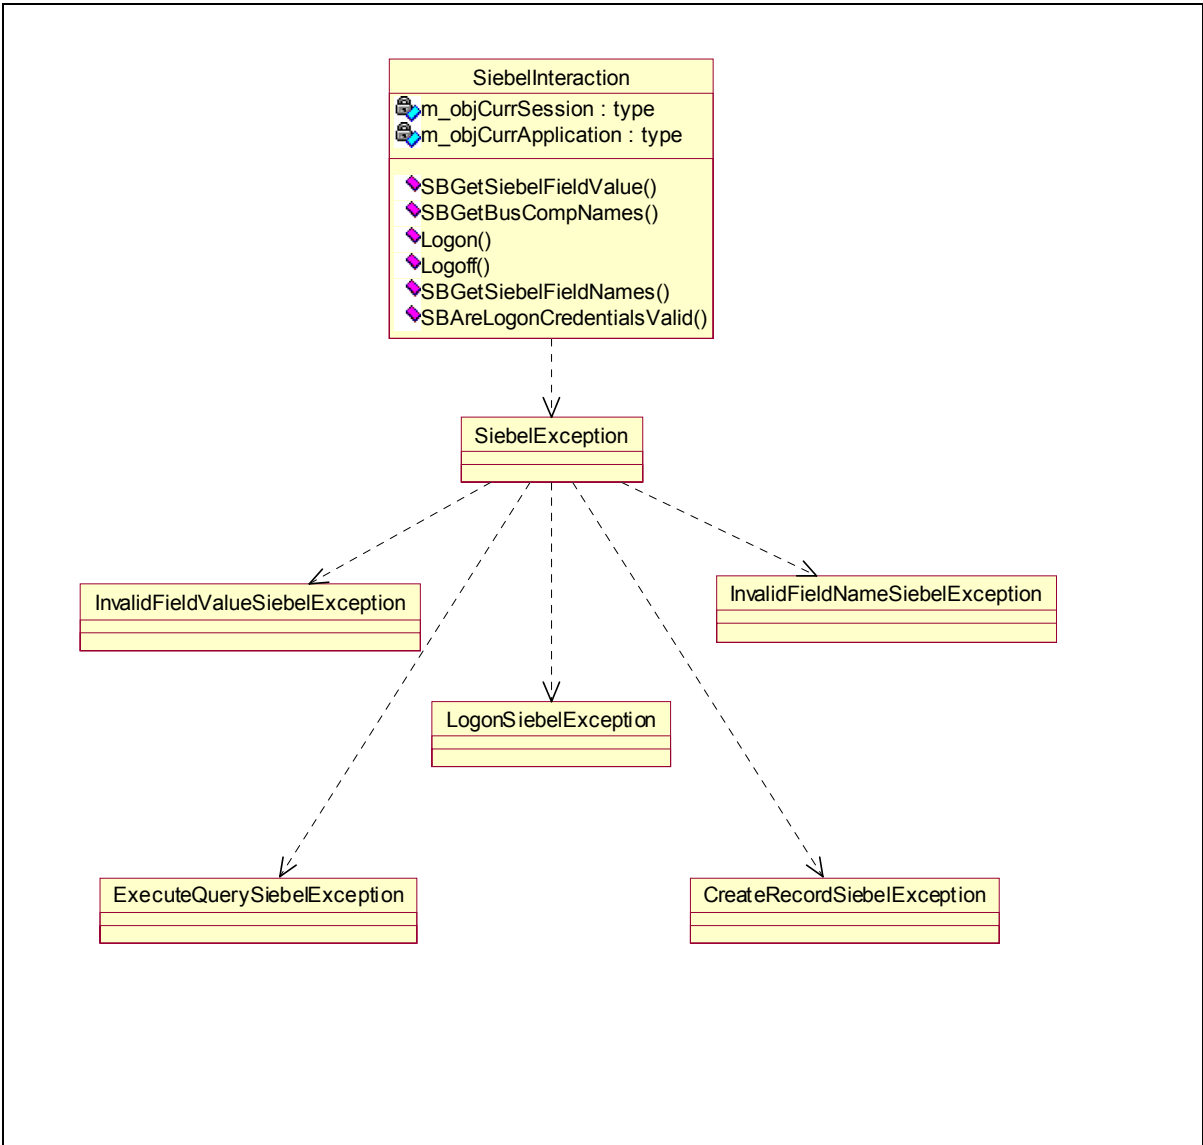 SiebelInteraction
m_objCurrSession : type
m_objCurrApplication : type
SBGetSiebelFieldValue()
SBGetBusCompNames()
Logon()
Logoff()
SBGetSiebelFieldNames()
SBAreLogonCredentialsValid()
SiebelException
InvalidFieldValueSiebelException
InvalidFieldNameSiebelException
LogonSiebelException
ExecuteQuerySiebelException
CreateRecordSiebelException